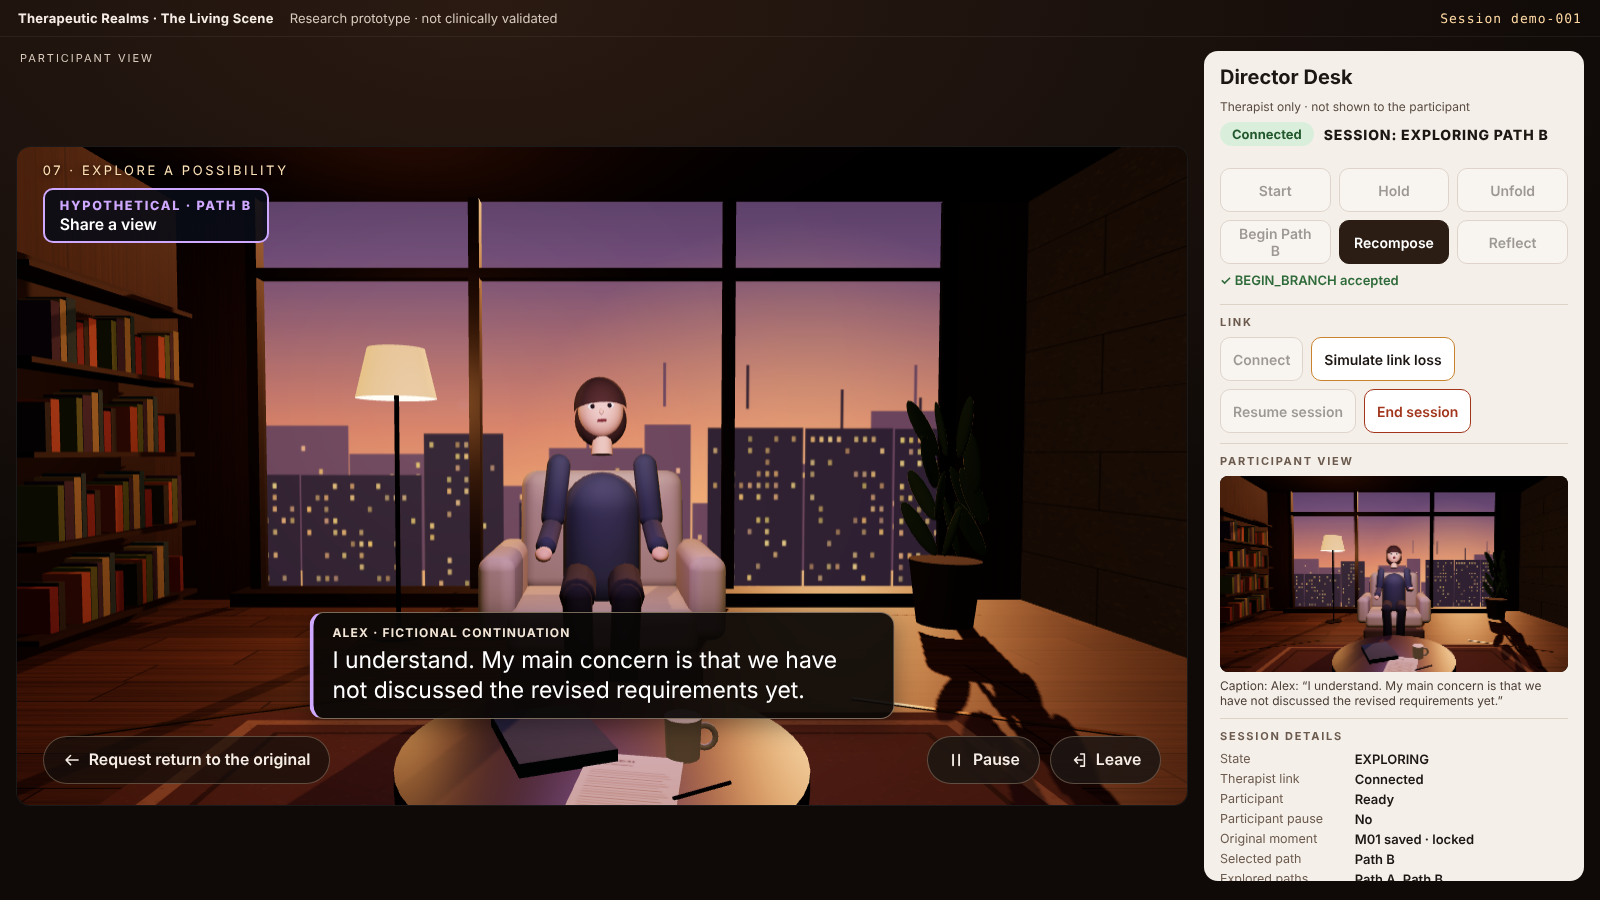 Therapeutic Realms · The Living Scene
Research prototype · not clinically validated
Session demo-001
PARTICIPANT VIEW
07 · EXPLORE A POSSIBILITY
HYPOTHETICAL · PATH B
Share a view
ALEX · FICTIONAL CONTINUATION
I understand. My main concern is that we have
not discussed the revised requirements yet.
Request return to the original
Pause
Leave
Director Desk
Therapist only · not shown to the participant
Connected
SESSION: EXPLORING PATH B
Start
Hold
Unfold
Begin Path
B
Recompose
Reflect
✓ BEGIN_BRANCH accepted
LINK
Connect
Simulate link loss
Resume session
End session
PARTICIPANT VIEW
Caption: Alex: “I understand. My main concern is that we
have not discussed the revised requirements yet.”
SESSION DETAILS
State EXPLORING
Therapist link Connected
Participant Ready
Participant pause No
Original moment M01 saved · locked
Selected path Path B
Explored paths Path A, Path B